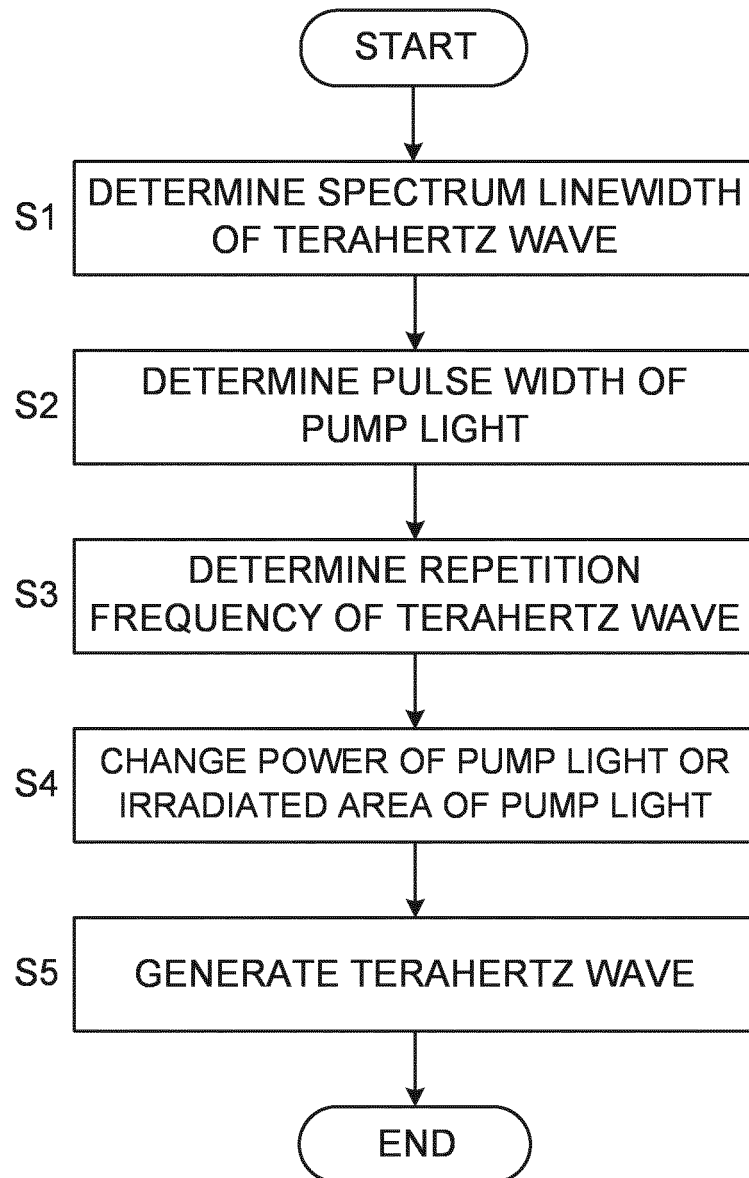 START
S1
DETERMINE SPECTRUM LINEWIDTH
OF TERAHERTZ WAVE
S2
DETERMINE PULSE WIDTH OF
PUMP LIGHT
S3
DETERMINE REPETITION
FREQUENCY OF TERAHERTZ WAVE
S4
CHANGE POWER OF PUMP LIGHT OR
IRRADIATED AREA OF PUMP LIGHT
S5
GENERATE TERAHERTZ WAVE
END